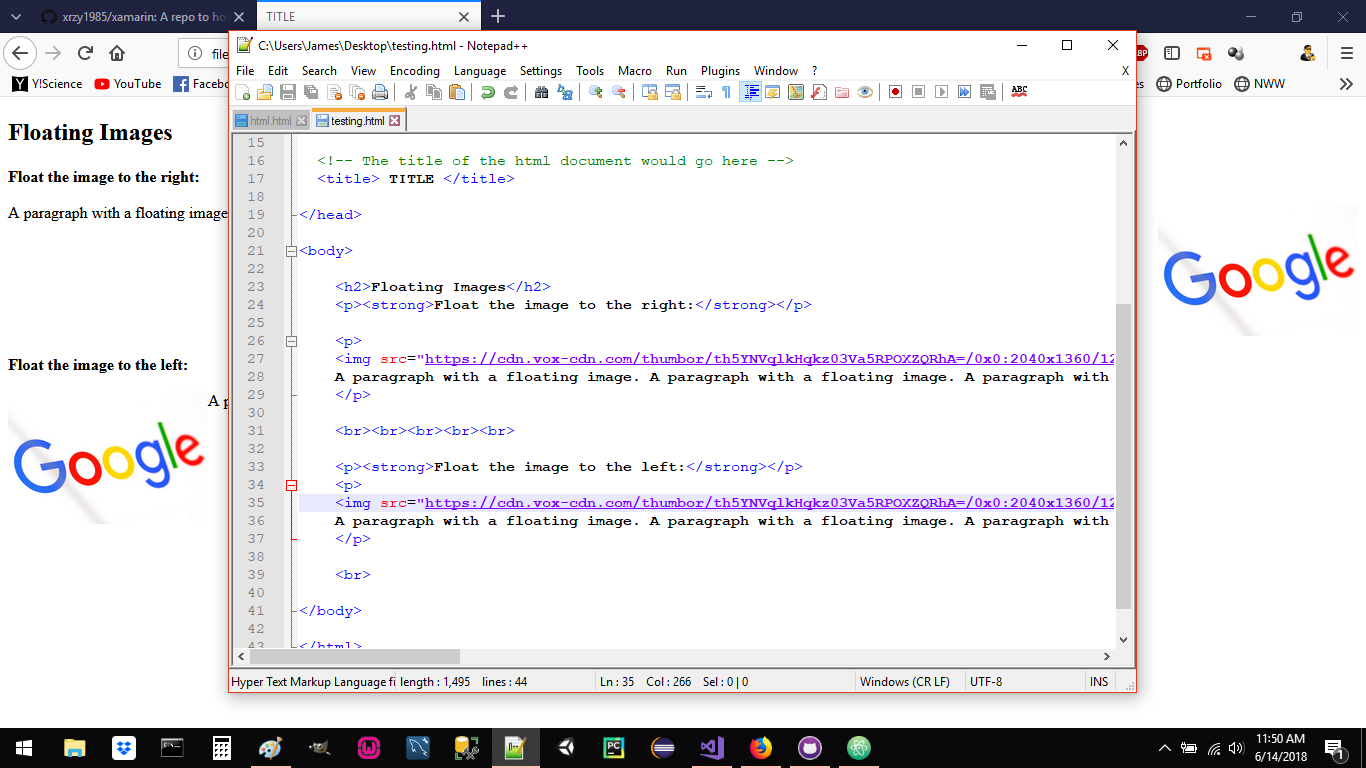 xrzy1985/xamarin: A repo to ho
TITLE
C:\Users\James\Desktop\testing.html - Notepad++
File Edit Search View Encoding Language Settings Tools Macro Run Plugins Window ? X
file
Y!Science YouTube Facebo
es Portfolio NWW
ABC
html.html testing.html
Floating Images
Float the image to the right:
A paragraph with a floating image
Google
Float the image to the left:
A p
Google
15
16 <!-- The title of the html document would go here -->
17 <title> TITLE </title>
18
19 </head>
20
21 <body>
22
23 <h2>Floating Images</h2>
24 <p><strong>Float the image to the right:</strong></p>
25
26 <p>
27 <img src="https://cdn.vox-cdn.com/thumbor/th5YNVqlkHqkz03Va5RPOXZQRhA=/0x0:2040x1360/12
28 A paragraph with a floating image. A paragraph with a floating image. A paragraph with
29 </p>
30
31 <br><br><br><br><br>
32
33 <p><strong>Float the image to the left:</strong></p>
34 <p>
35 <img src="https://cdn.vox-cdn.com/thumbor/th5YNVqlkHqkz03Va5RPOXZQRhA=/0x0:2040x1360/12
36 A paragraph with a floating image. A paragraph with a floating image. A paragraph with
37 </p>
38
39 <br>
40
41 </body>
42
43 </html>
Hyper Text Markup Language fi length : 1,495 lines : 44 Ln : 35 Col : 266 Sel : 0 | 0 Windows (CR LF) UTF-8 INS
PC
11:50 AM
6/14/2018
1